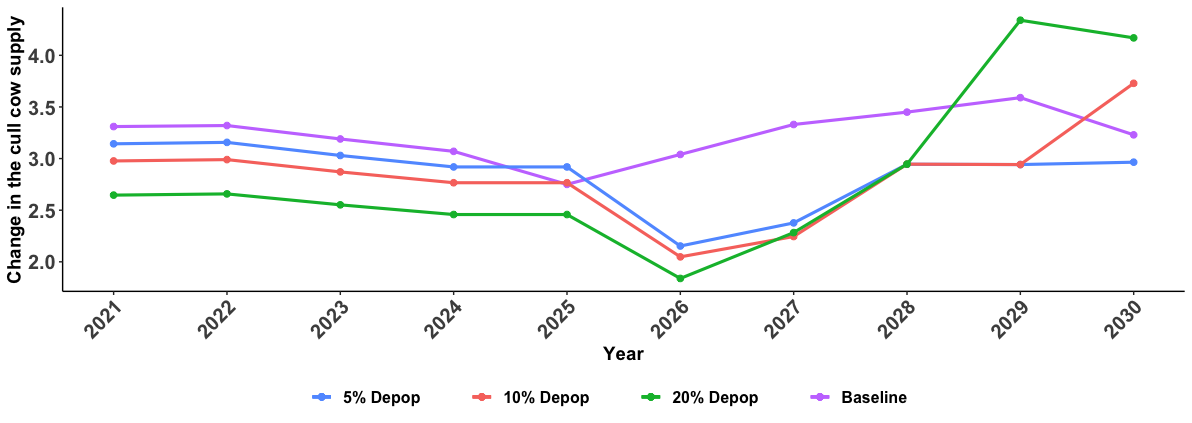 Change in the cull cow supply
4.0
3.5
3.0
2.5
2.0
2021 2022 2023 2024 2025 2026 2027 2028 2029 2030
Year
5% Depop 10% Depop 20% Depop Baseline